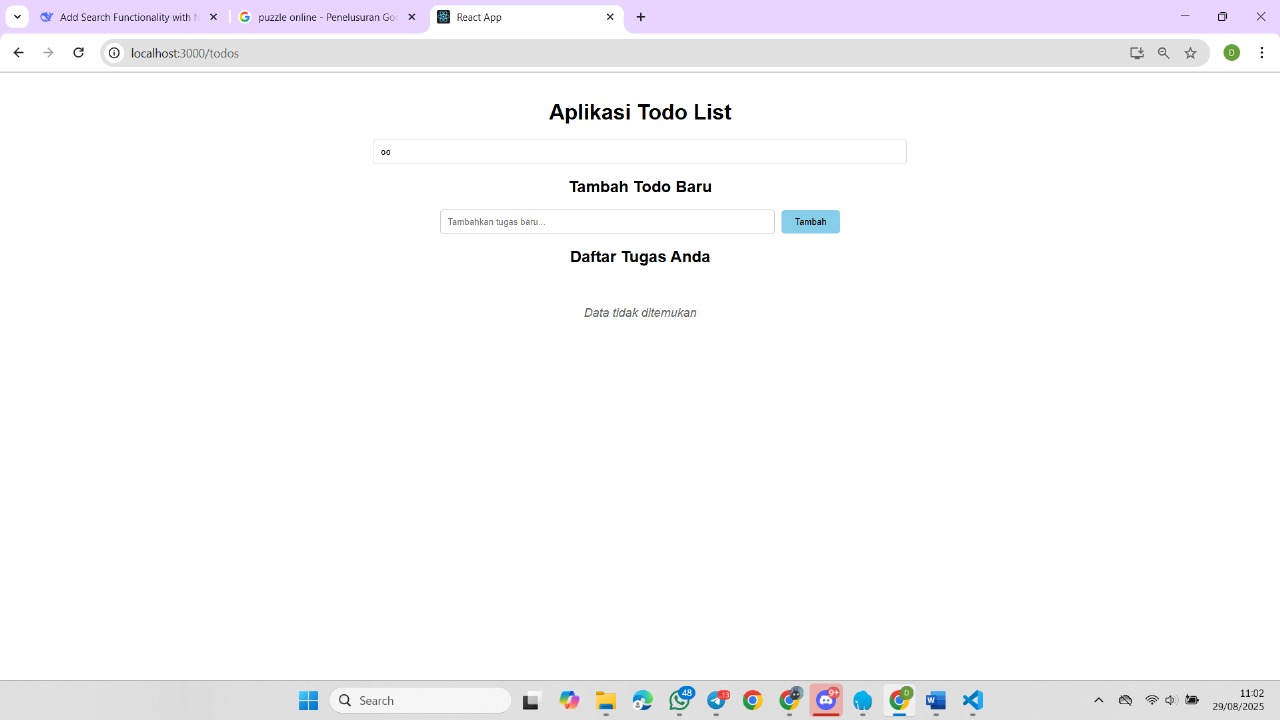 Add Search Functionality with N
puzzle online - Penelusuran Goo
React App
localhost:3000/todos
D
Aplikasi Todo List
oo
Tambah Todo Baru
Tambahkan tugas baru...
Tambah
Daftar Tugas Anda
Data tidak ditemukan
Search
48
13
9+
D
11:02
29/08/2025